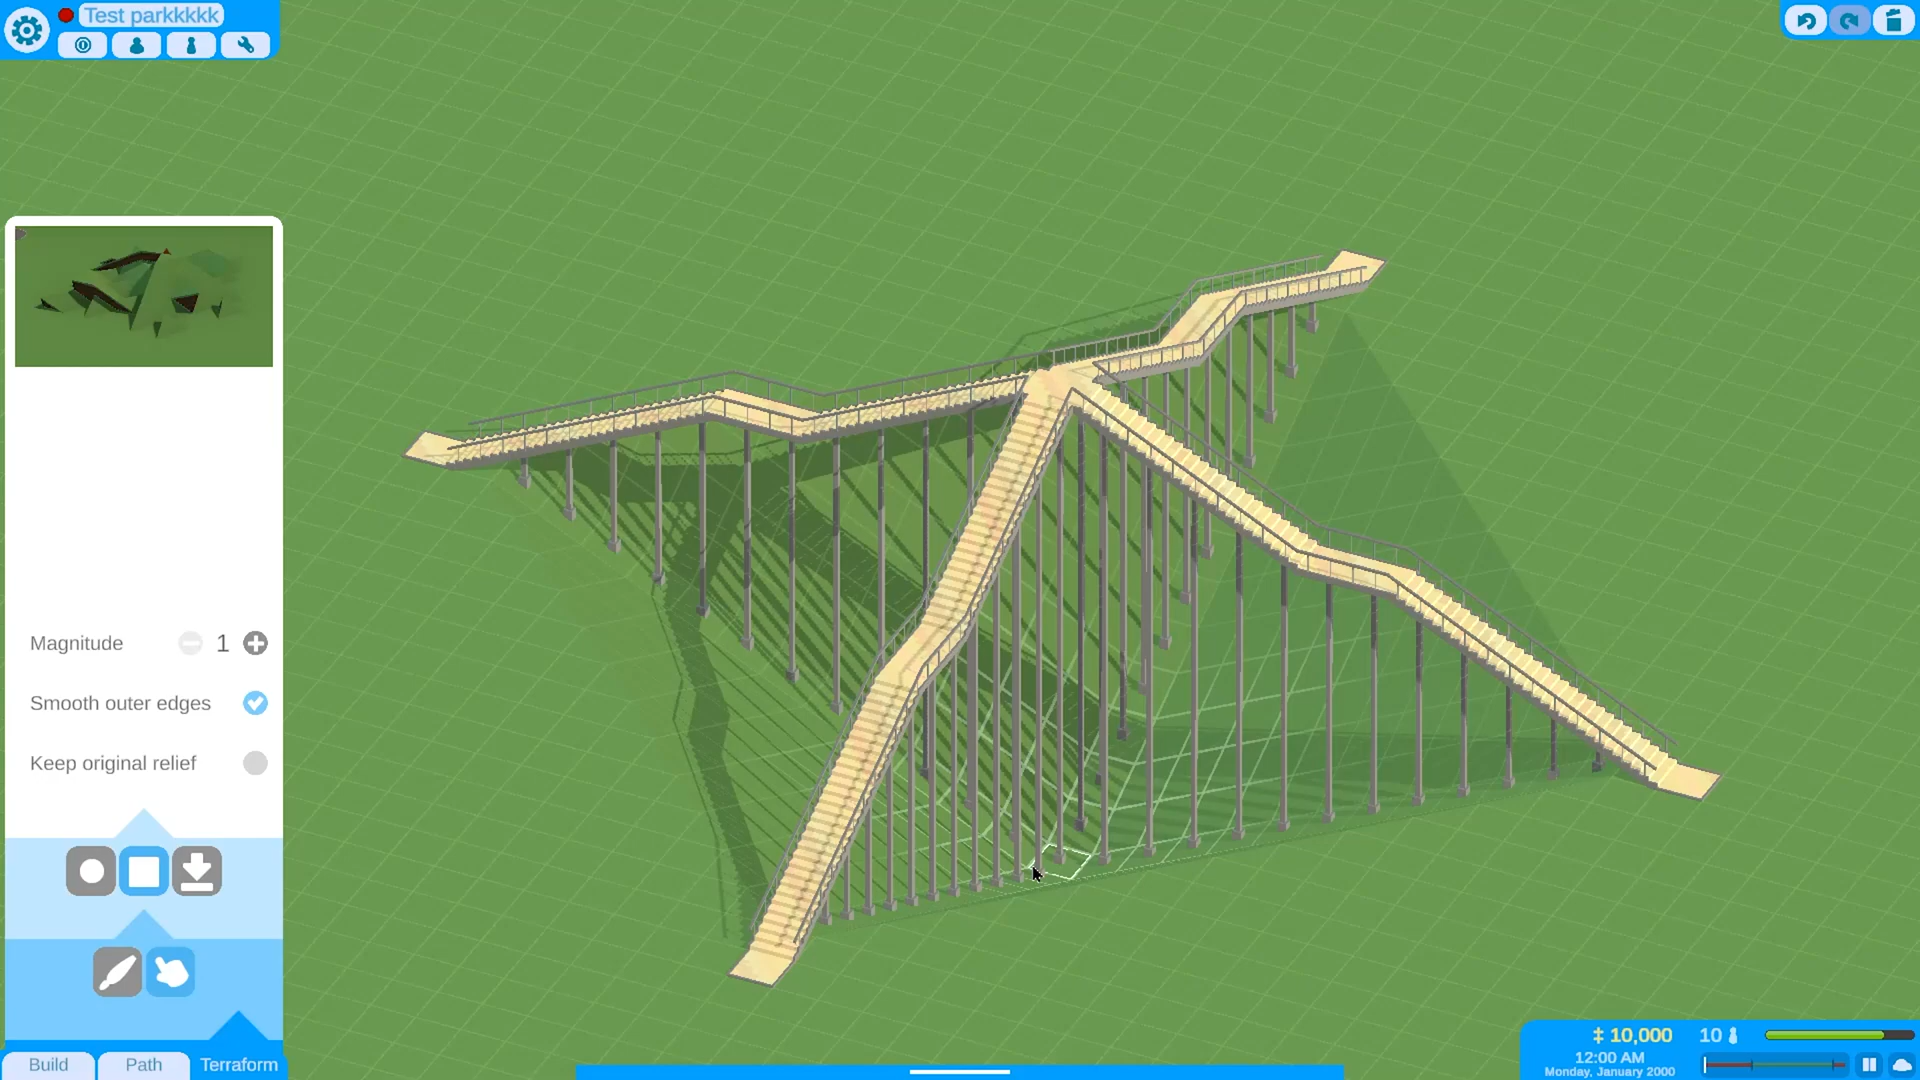 Test parkkkkk
Magnitude 1
Smooth outer edges
Keep original relief
Build Path Terraform
‡ 10,000 10
12:00 AM
Monday, January 2000